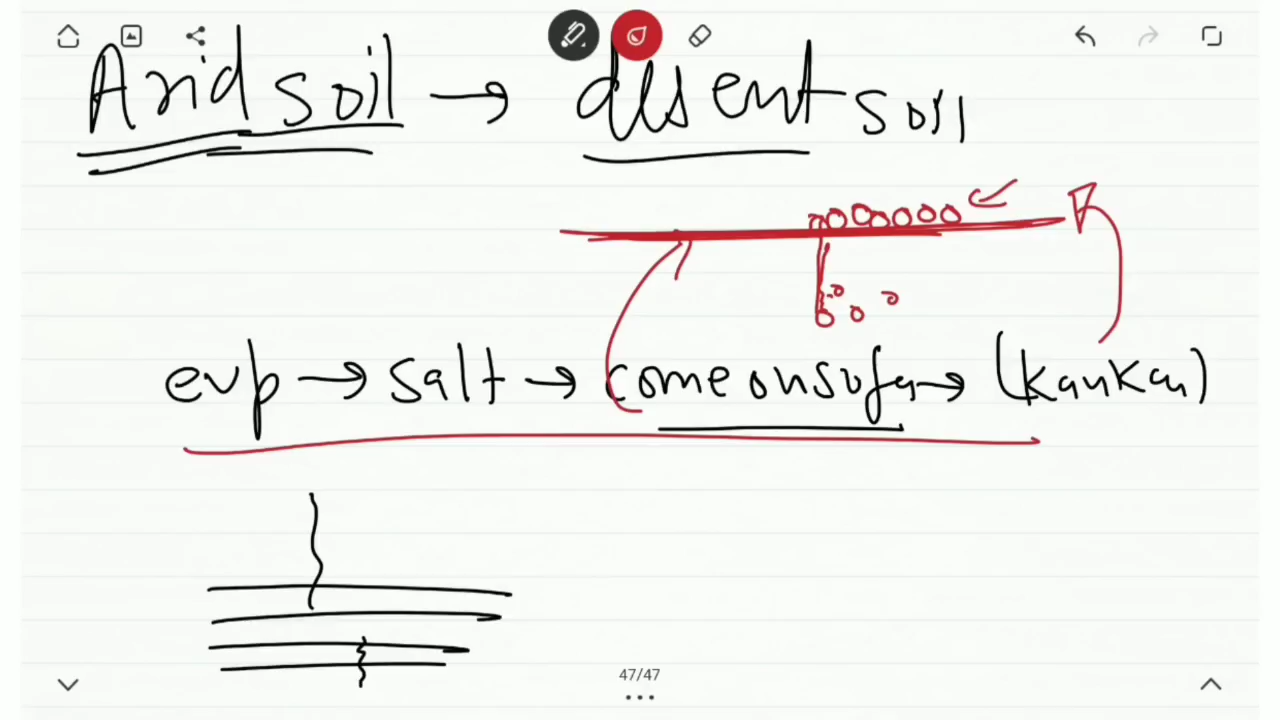 Arid soil → desert soil
evp → salt → come on sufa → (Kankar)
47/47